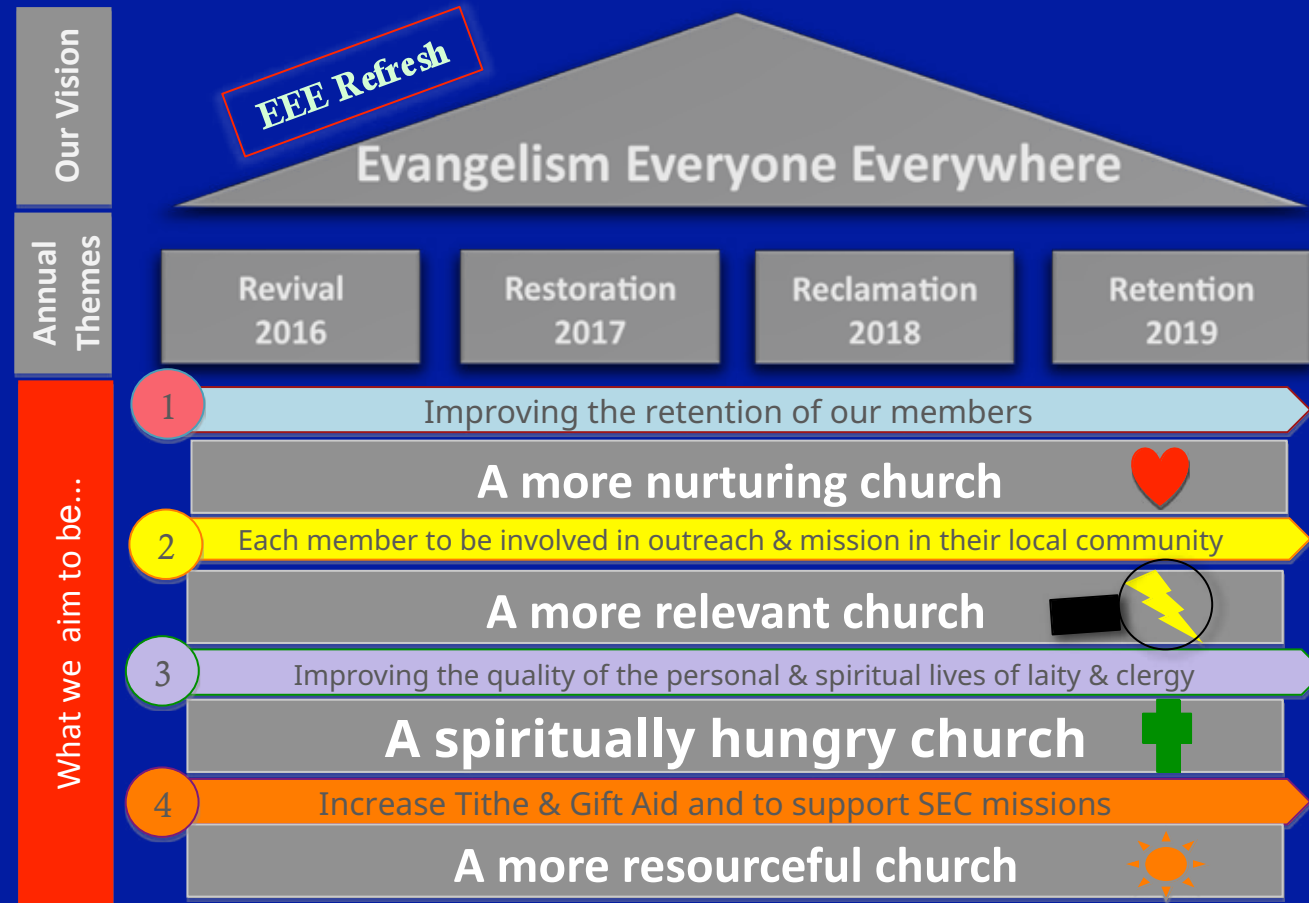 Our Vision
EEE Refresh
Evangelism Everyone Everywhere
Annual
Themes
Revival
2016
Restoration
2017
Reclamation
2018
Retention
2019
What we aim to be...
1
Improving the retention of our members
A more nurturing church
2
Each member to be involved in outreach & mission in their local community
A more relevant church
3
Improving the quality of the personal & spiritual lives of laity & clergy
A spiritually hungry church
4
Increase Tithe & Gift Aid and to support SEC missions
A more resourceful church